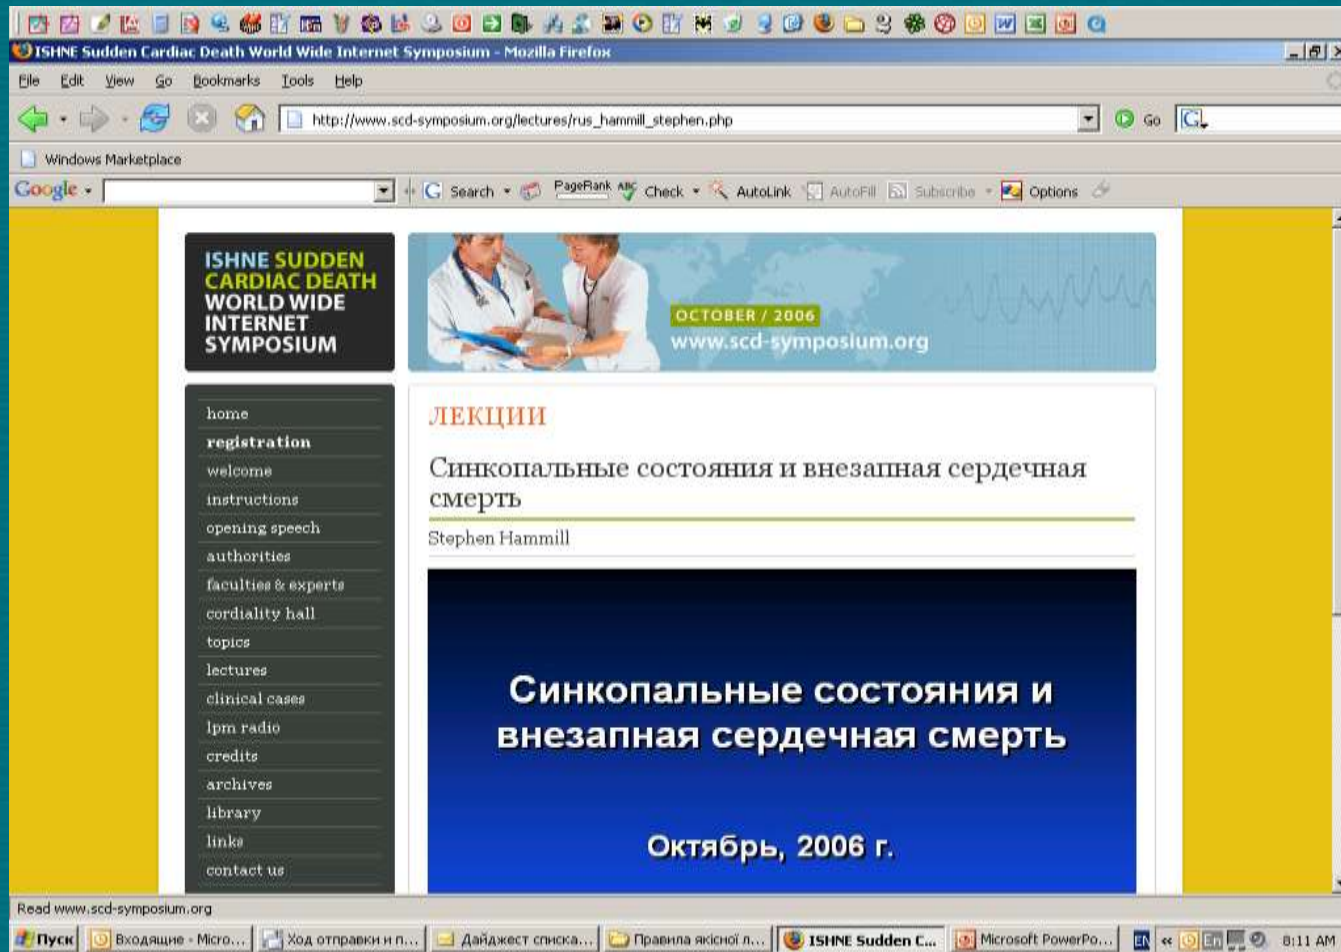 ISHNE Sudden Cardiac Death World Wide Internet Symposium - Mozilla Firefox
File Edit View Go Bookmarks Tools Help
http://www.scd-symposium.org/lectures/rus_hammill_stephen.php
Go
Windows Marketplace
Google
Search
PageRank
ABC Check
AutoLink
AutoFill
Subscribe
Options
ISHNE SUDDEN
CARDIAC DEATH
WORLD WIDE
INTERNET
SYMPOSIUM
OCTOBER / 2006
www.scd-symposium.org
home
registration
welcome
instructions
opening speech
authorities
faculties & experts
cordiality hall
topics
lectures
clinical cases
lpm radio
credits
archives
library
links
contact us
ЛЕКЦИИ
Синкопальные состояния и внезапная сердечная
смерть
Stephen Hammill
Синкопальные состояния и
внезапная сердечная смерть
Октябрь, 2006 г.
Read www.scd-symposium.org
Пуск
Входящие - Micro...
Ход отправки и п...
Дайджест списка...
Правила якісної л...
ISHNE Sudden C...
Microsoft PowerPo...
EN
8:11 AM